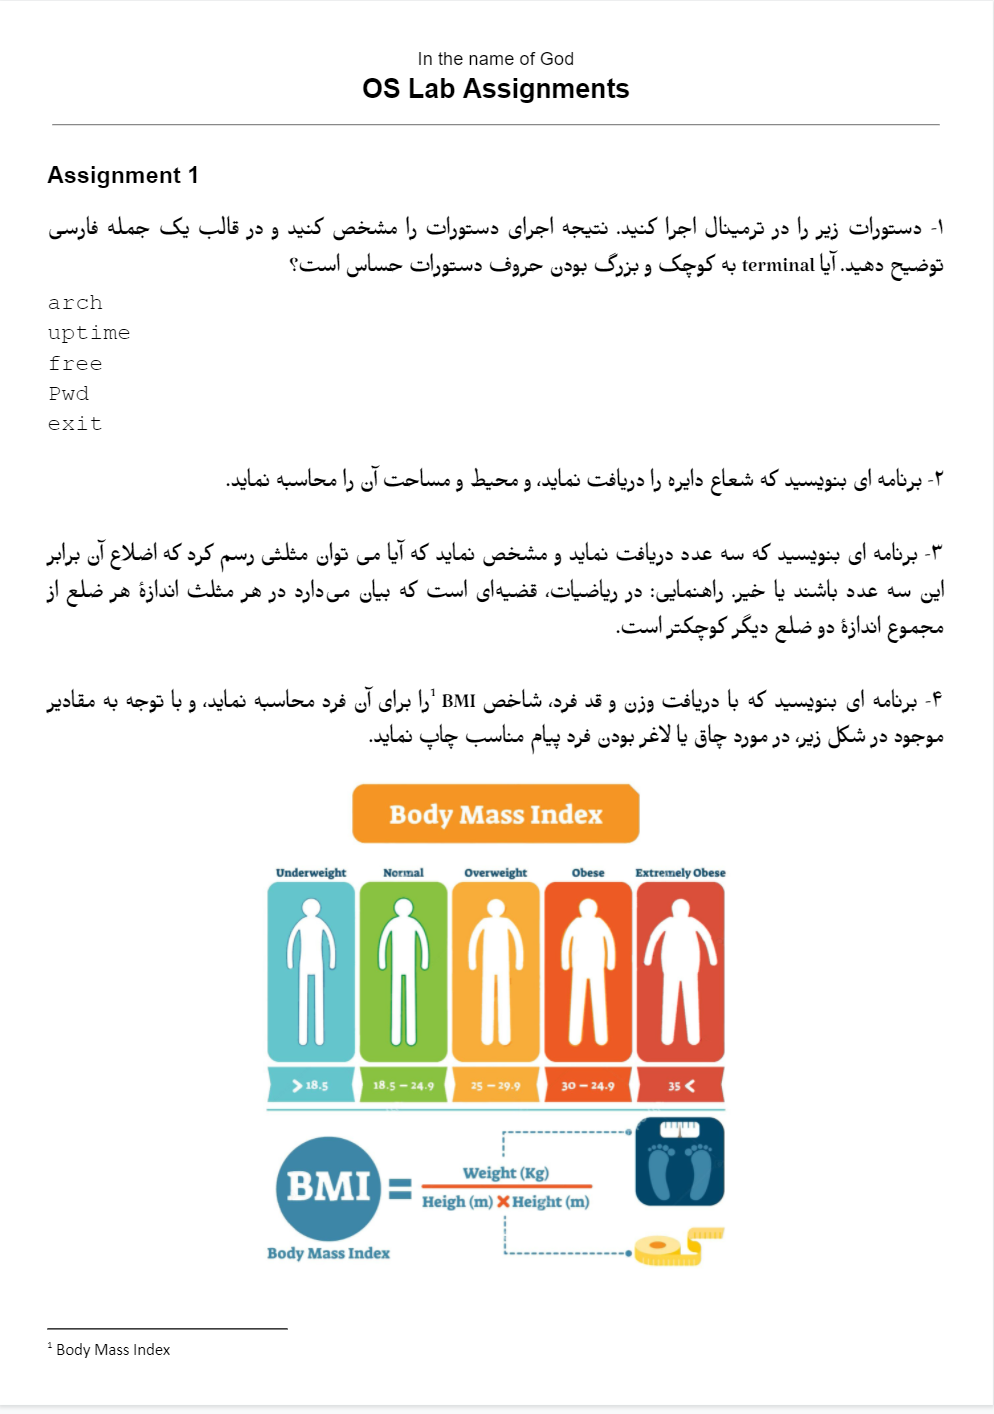 In the name of God
OS Lab Assignments
Assignment 1
۱- دستورات زیر را در ترمینال اجرا کنید. نتیجه اجرای دستورات را مشخص کنید و در قالب یک جمله فارسی
توضیح دهید. آیا terminal به کوچک و بزرگ بودن حروف دستورات حساس است؟
arch
uptime
free
Pwd
exit
۲- برنامه ای بنویسید که شعاع دایره را دریافت نماید، و محیط و مساحت آن را محاسبه نماید.
۳- برنامه ای بنویسید که سه عدد دریافت نماید و مشخص نماید که آیا می توان مثلثی رسم کرد که اضلاع آن برابر
این سه عدد باشند یا خیر. راهنمایی: در ریاضیات، قضیه‌ای است که بیان می‌دارد در هر مثلث اندازهٔ هر ضلع از
مجموع اندازهٔ دو ضلع دیگر کوچکتر است.
۴- برنامه ای بنویسید که با دریافت وزن و قد فرد، شاخص BMI ¹را برای آن فرد محاسبه نماید، و با توجه به مقادیر
موجود در شکل زیر، در مورد چاق یا لاغر بودن فرد پیام مناسب چاپ نماید.
Body Mass Index
Underweight Normal Overweight Obese Extremely Obese
> 18.5 18.5 – 24.9 25 – 29.9 30 – 24.9 35 <
BMI =
Weight (Kg)
Heigh (m) × Height (m)
Body Mass Index
¹ Body Mass Index